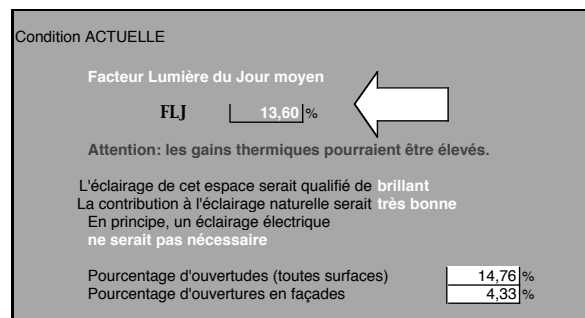 Condition ACTUELLE
Facteur Lumière du Jour moyen
FLJ 13,60 %
Attention: les gains thermiques pourraient être élevés.
L'éclairage de cet espace serait qualifié de brillant
La contribution à l'éclairage naturelle serait très bonne
En principe, un éclairage électrique
ne serait pas nécessaire
Pourcentage d'ouvertudes (toutes surfaces) 14,76 %
Pourcentage d'ouvertures en façades 4,33 %